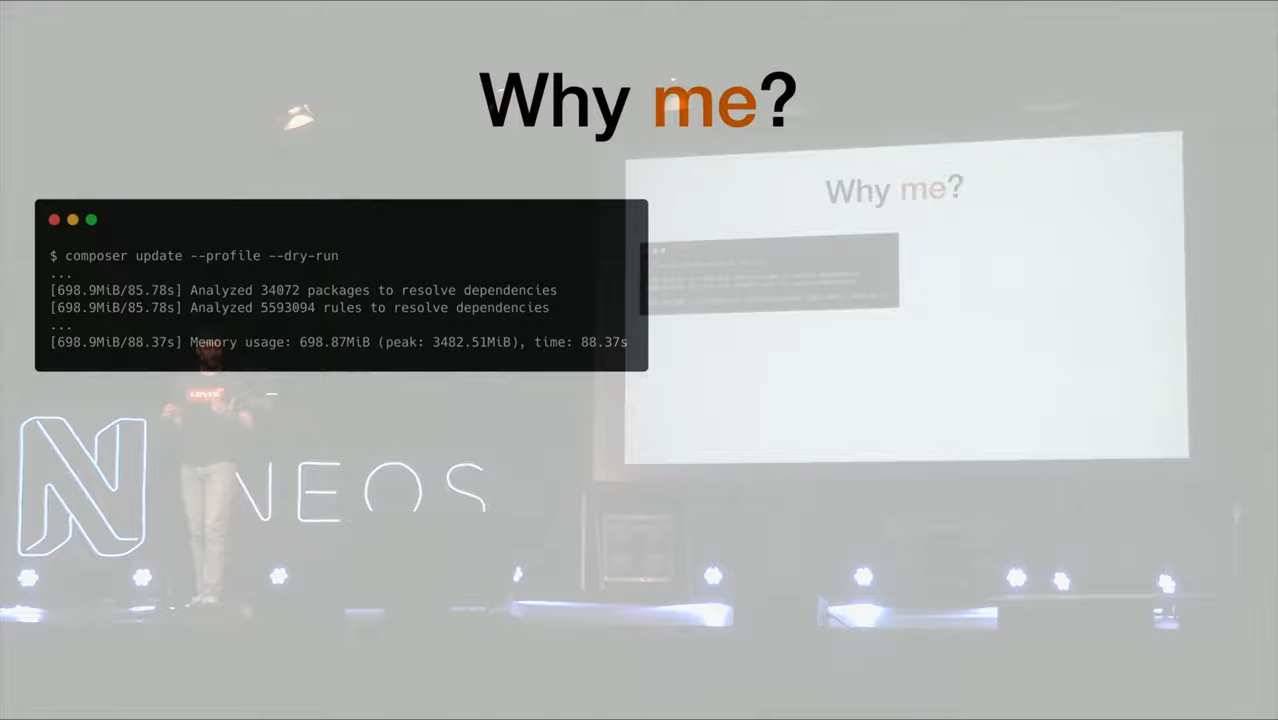 Why me?
$ composer update --profile --dry-run
...
[698.9MiB/85.78s] Analyzed 34072 packages to resolve dependencies
[698.9MiB/85.78s] Analyzed 5593094 rules to resolve dependencies
...
[698.9MiB/88.37s] Memory usage: 698.87MiB (peak: 3482.51MiB), time: 88.37s
Why me?
Levi's
NEOS